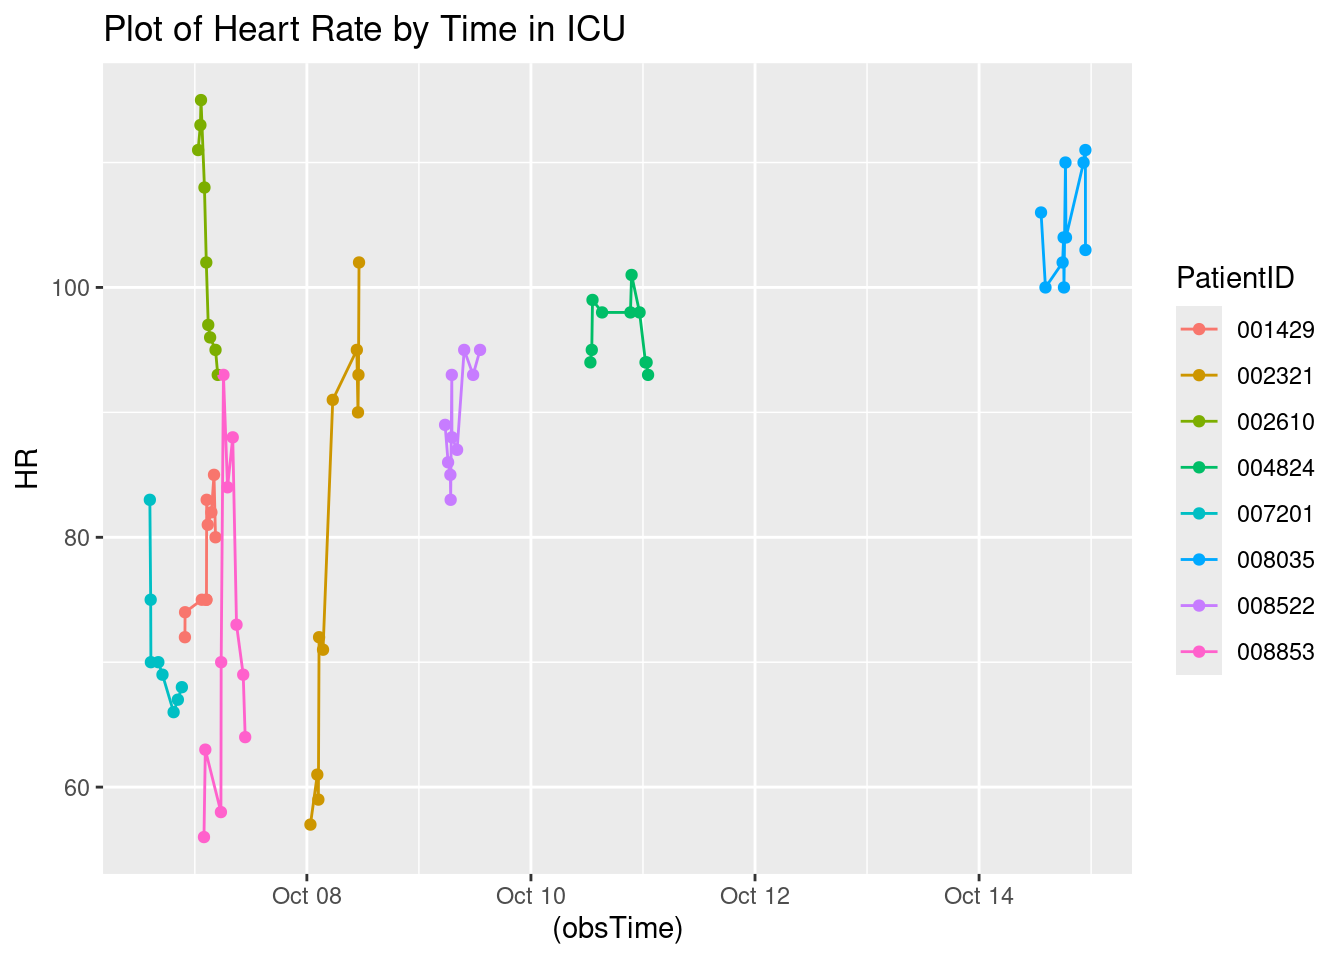 Plot of Heart Rate by Time in ICU
HR
100
80
60
Oct 08
Oct 10
Oct 12
Oct 14
(obsTime)
PatientID
001429
002321
002610
004824
007201
008035
008522
008853